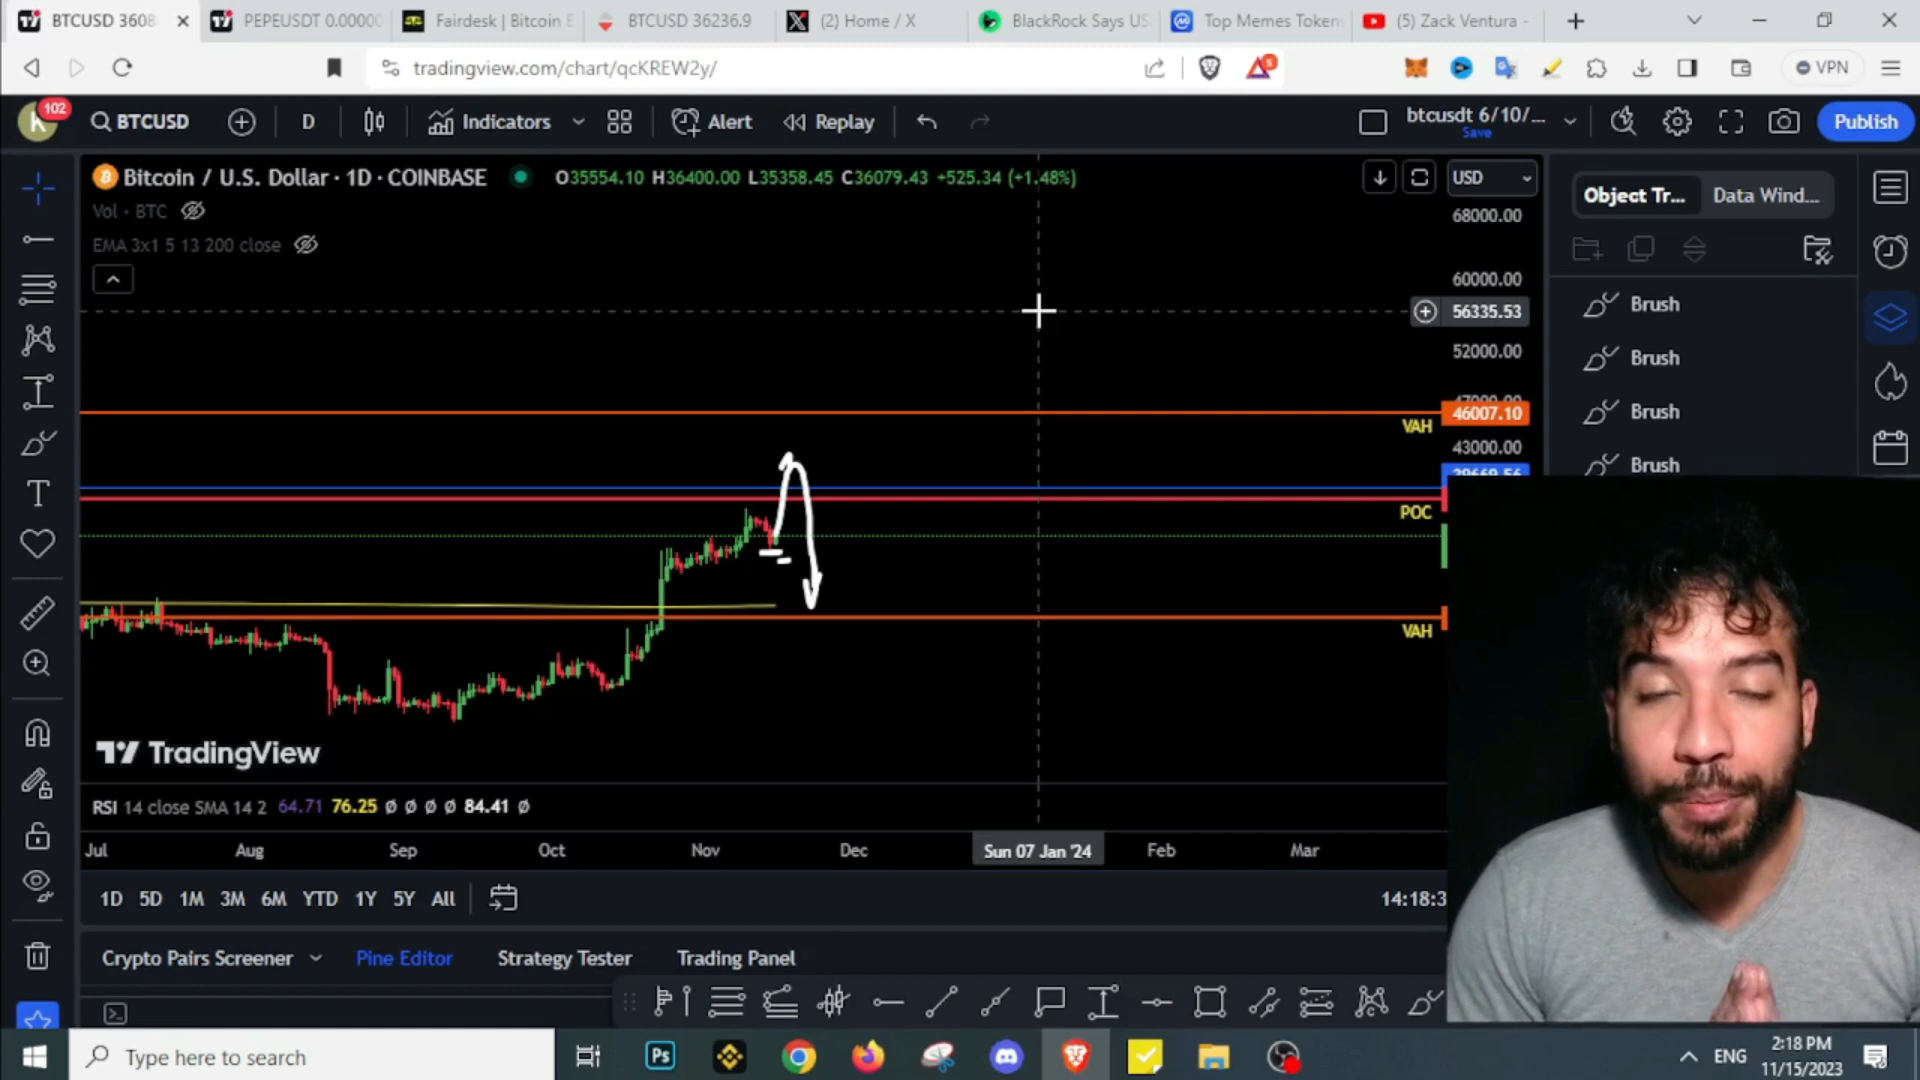 BTCUSD 3608
PEPEUSDT 0.00000
Fairdesk | Bitcoin E
BTCUSD 36236.9
(2) Home / X
BlackRock Says US
Top Memes Token
(5) Zack Ventura -
tradingview.com/chart/qcKREW2y/
5
VPN
K
102
BTCUSD
D
Indicators
Alert
Replay
btcusdt 6/10/...
Save
Publish
Bitcoin / U.S. Dollar · 1D · COINBASE
O35554.10 H36400.00 L35358.45 C36079.43 +525.34 (+1.48%)
USD
Object Tr...
Data Wind...
Vol · BTC
EMA 3x1 5 13 200 close
68000.00
60000.00
56335.53
52000.00
47000.00
46007.10
VAH
43000.00
39669.56
POC
VAH
Brush
Brush
Brush
Brush
TradingView
RSI 14 close SMA 14 2 64.71 76.25 ∅ ∅ ∅ ∅ 84.41 ∅
Jul
Aug
Sep
Oct
Nov
Dec
Sun 07 Jan '24
Feb
Mar
1D 5D 1M 3M 6M YTD 1Y 5Y All
14:18:3
Crypto Pairs Screener
Pine Editor
Strategy Tester
Trading Panel
Type here to search
Ps
ENG
2:18 PM
11/15/2023